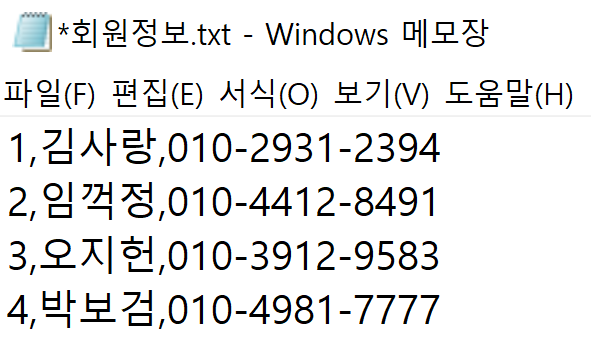 *회원정보.txt - Windows 메모장
파일(F) 편집(E) 서식(O) 보기(V) 도움말(H)
1,김사랑,010-2931-2394
2,임꺽정,010-4412-8491
3,오지헌,010-3912-9583
4,박보검,010-4981-7777